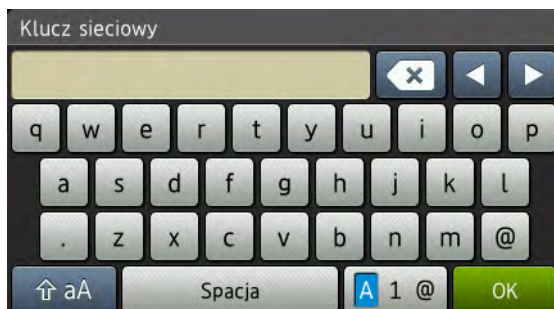 Klucz sieciowy
q w e r t y u i o p
a s d f g h j k l
. z x c v b n m @
aA Spacja A 1 @ OK